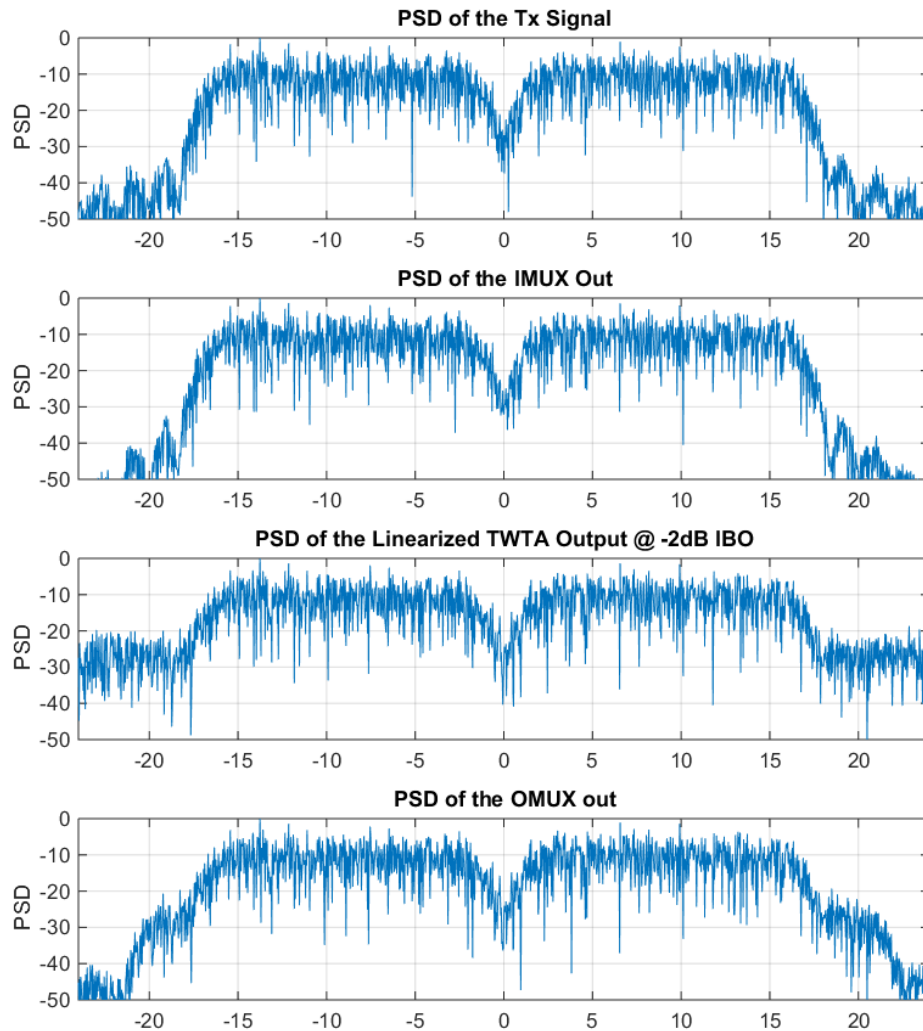 PSD of the Tx Signal
PSD
0
-10
-20
-30
-40
-50
-20 -15 -10 -5 0 5 10 15 20
PSD of the IMUX Out
PSD
0
-10
-20
-30
-40
-50
-20 -15 -10 -5 0 5 10 15 20
PSD of the Linearized TWTA Output @ -2dB IBO
PSD
0
-10
-20
-30
-40
-50
-20 -15 -10 -5 0 5 10 15 20
PSD of the OMUX out
PSD
0
-10
-20
-30
-40
-50
-20 -15 -10 -5 0 5 10 15 20